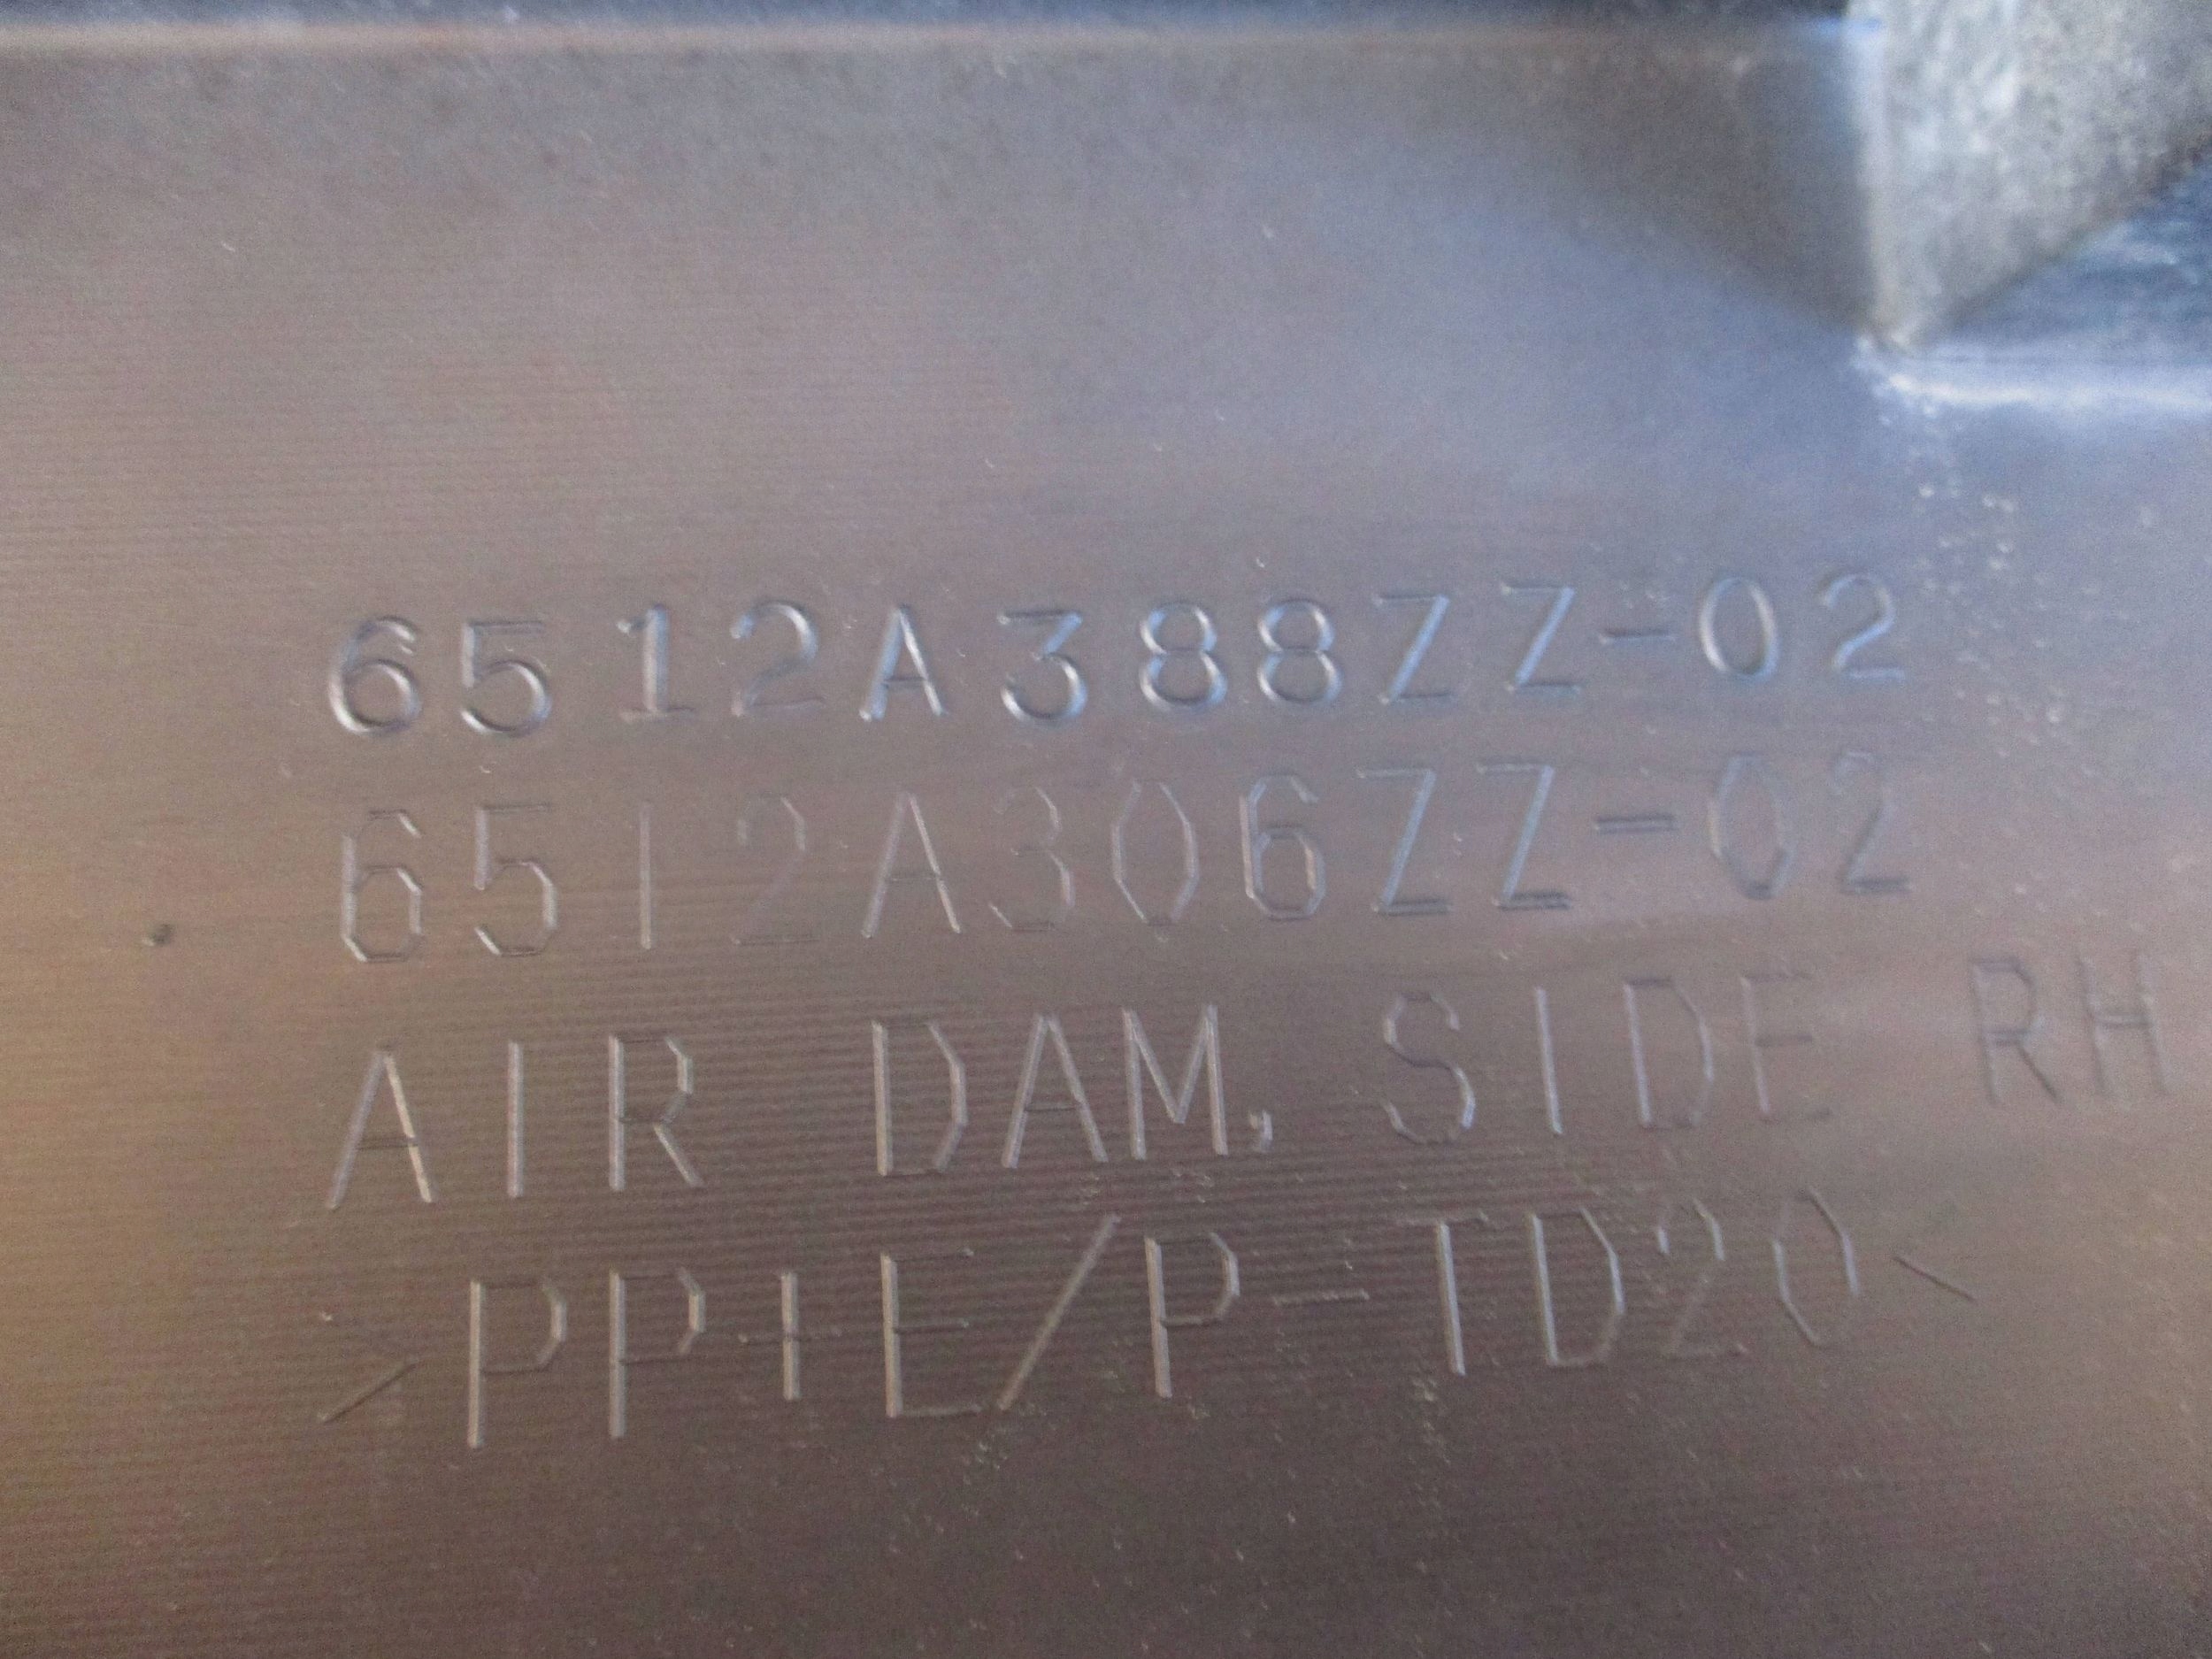 6512A388ZZ-02
6512A306ZZ-02
AIR DAM, SIDE RH
>PP+E/P-TD20<